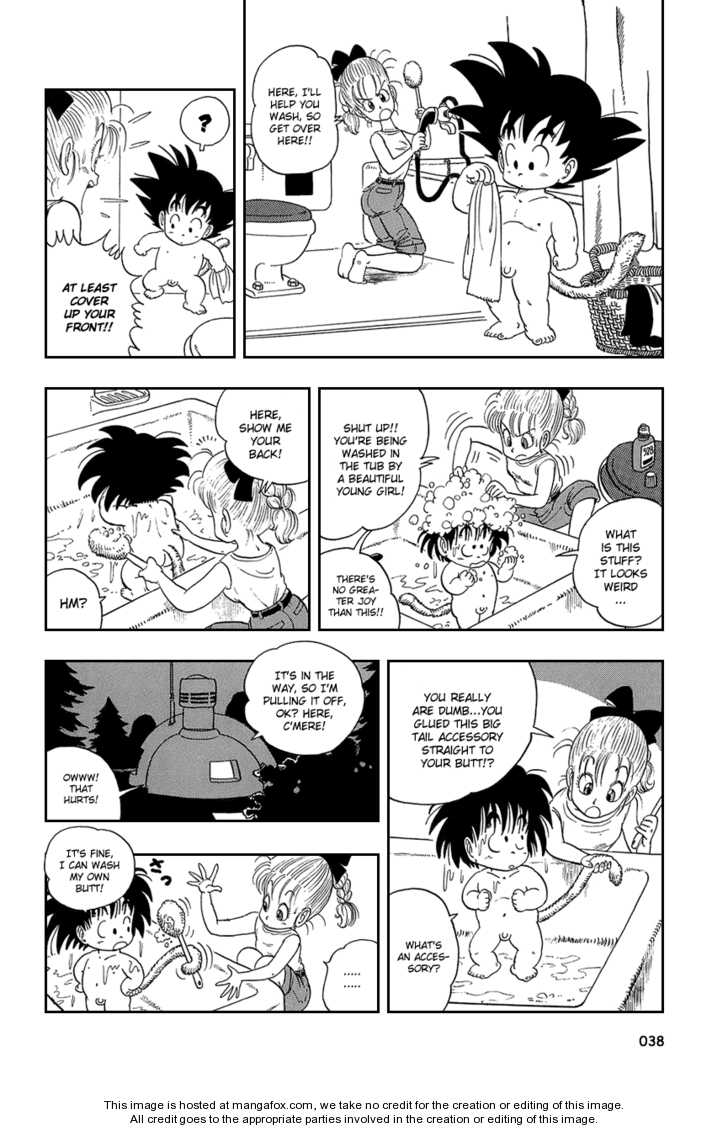 HERE, I'LL
HELP YOU
WASH, SO
GET OVER
HERE!!
?
AT LEAST
COVER
UP YOUR
FRONT!!
SHUT UP!!
YOU'RE BEING
WASHED IN
THE TUB BY
A BEAUTIFUL
YOUNG GIRL!
THERE'S
NO GREA-
TER JOY
THAN THIS!!
WHAT
IS THIS
STUFF?
IT LOOKS
WEIRD
...
HERE,
SHOW ME
YOUR
BACK!
HM?
YOU REALLY
ARE DUMB...YOU
GLUED THIS BIG
TAIL ACCESSORY
STRAIGHT TO
YOUR BUTT!?
WHAT'S
AN ACCES-
SORY?
IT'S IN THE
WAY, SO I'M
PULLING IT OFF,
OK? HERE,
C'MERE!
OWWW!
THAT
HURTS!
IT'S FINE,
I CAN WASH
MY OWN
BUTT!
......
......
038
This image is hosted at mangafox.com, we take no credit for the creation or editing of this image.
All credit goes to the appropriate parties involved in the creation or editing of this image.